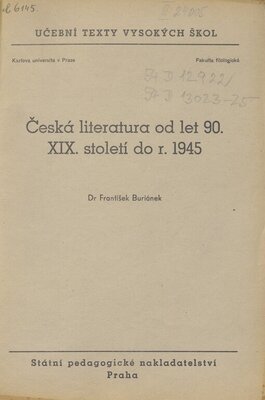 UČEBNÍ TEXTY VYSOKÝCH ŠKOL
Karlova universita v Praze
Fakulta filologická
Česká literatura od let 90.
XIX. století do r. 1945
Dr František Buriánek
Státní pedagogické nakladatelství
Praha